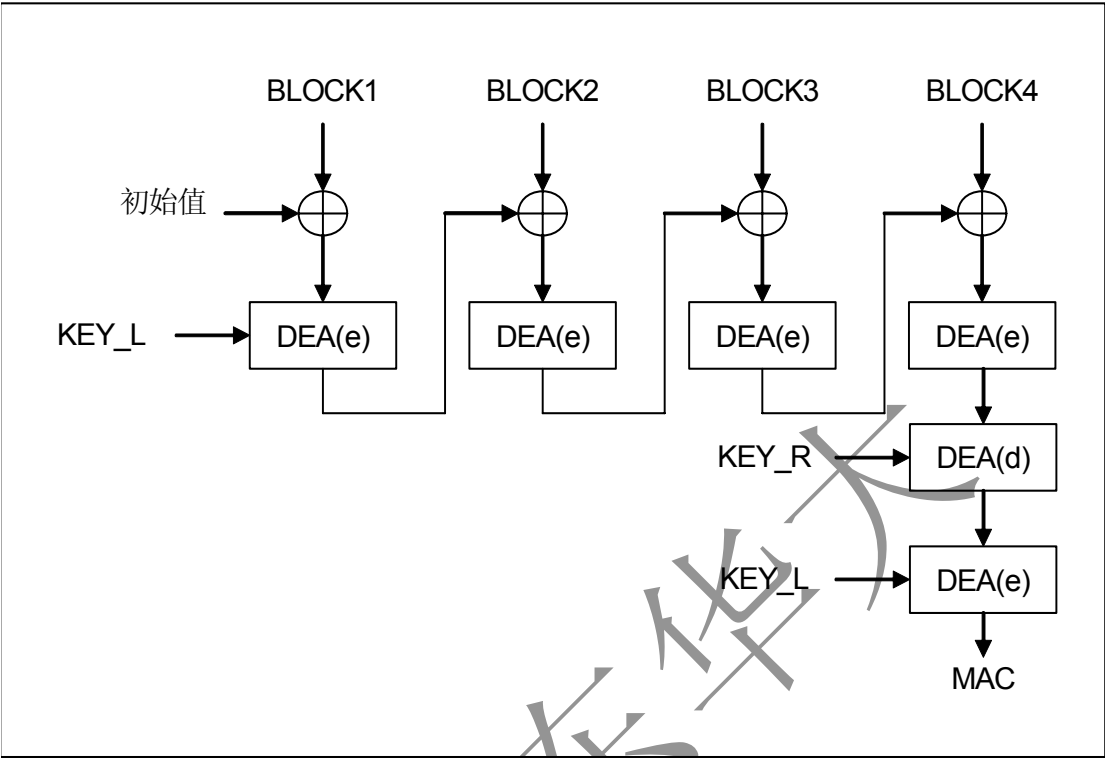 BLOCK1 BLOCK2 BLOCK3 BLOCK4
初始值
KEY_L DEA(e) DEA(e) DEA(e) DEA(e)
KEY_R DEA(d)
KEY_L DEA(e)
MAC